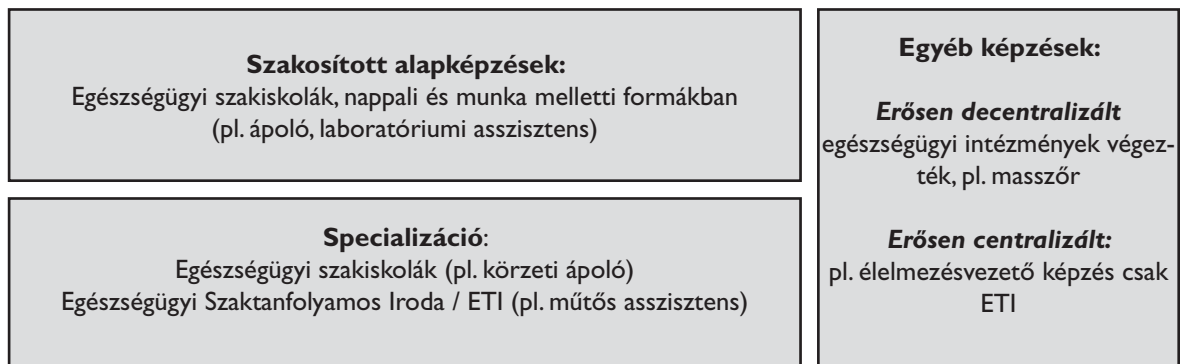 Szakosított alapképzések:
Egészségügyi szakiskolák, nappali és munka melletti formákban
(pl. ápoló, laboratóriumi asszisztens)
Specializáció:
Egészségügyi szakiskolák (pl. körzeti ápoló)
Egészségügyi Szaktanfolyamos Iroda / ETI (pl. műtős asszisztens)
Egyéb képzések:
Erősen decentralizált
egészségügyi intézmények végez-
ték, pl. masszőr
Erősen centralizált:
pl. élelmezésvezető képzés csak
ETI